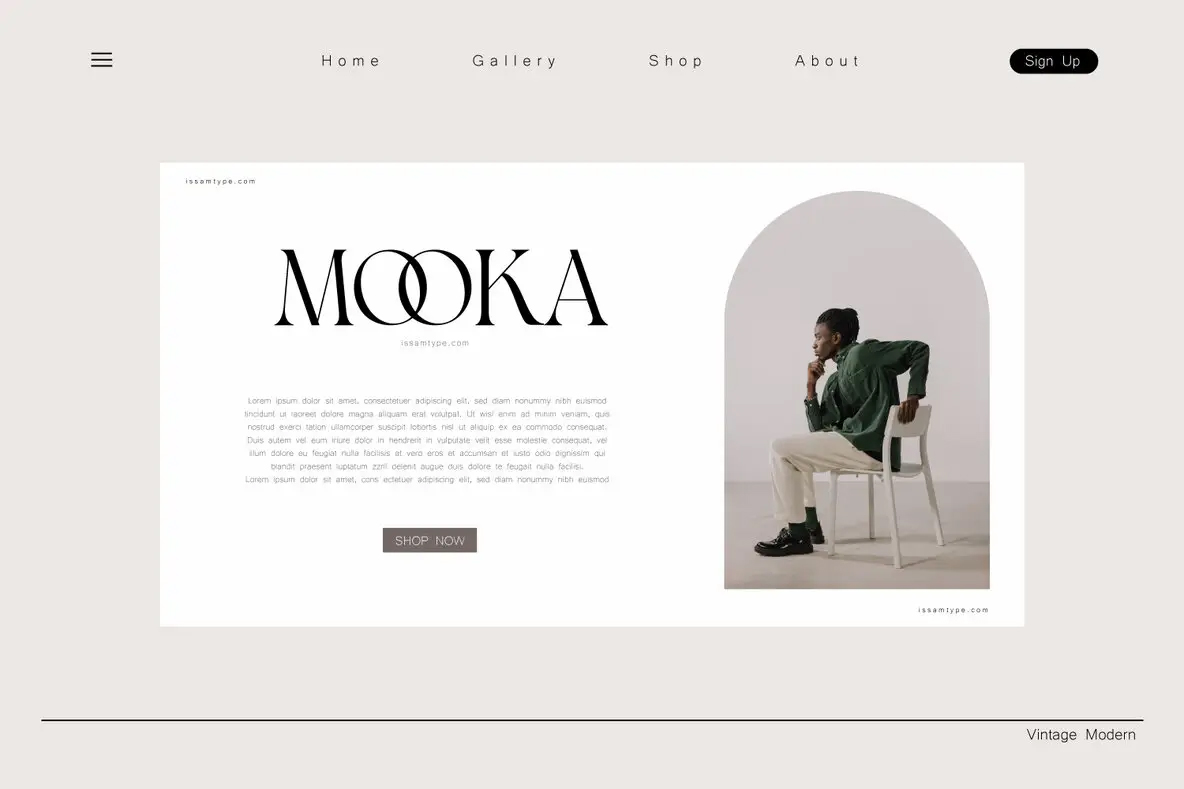 Home Gallery Shop About Sign Up
issamtype.com
MOOKA
issamtype.com
Lorem ipsum dolor sit amet, consectetuer adipiscing elit, sed diam nonummy nibh euismod
tincidunt ut laoreet dolore magna aliquam erat volutpat. Ut wisi enim ad minim veniam, quis
nostrud exerci tation ullamcorper suscipit lobortis nisl ut aliquip ex ea commodo consequat.
Duis autem vel eum iriure dolor in hendrerit in vulputate velit esse molestie consequat, vel
illum dolore eu feugiat nulla facilisis at vero eros et accumsan et iusto odio dignissim qui
blandit praesent luptatum zzril delenit augue duis dolore te feugait nulla facilisi.
Lorem ipsum dolor sit amet, cons ectetuer adipiscing elit, sed diam nonummy nibh euismod
SHOP NOW
issamtype.com
Vintage Modern